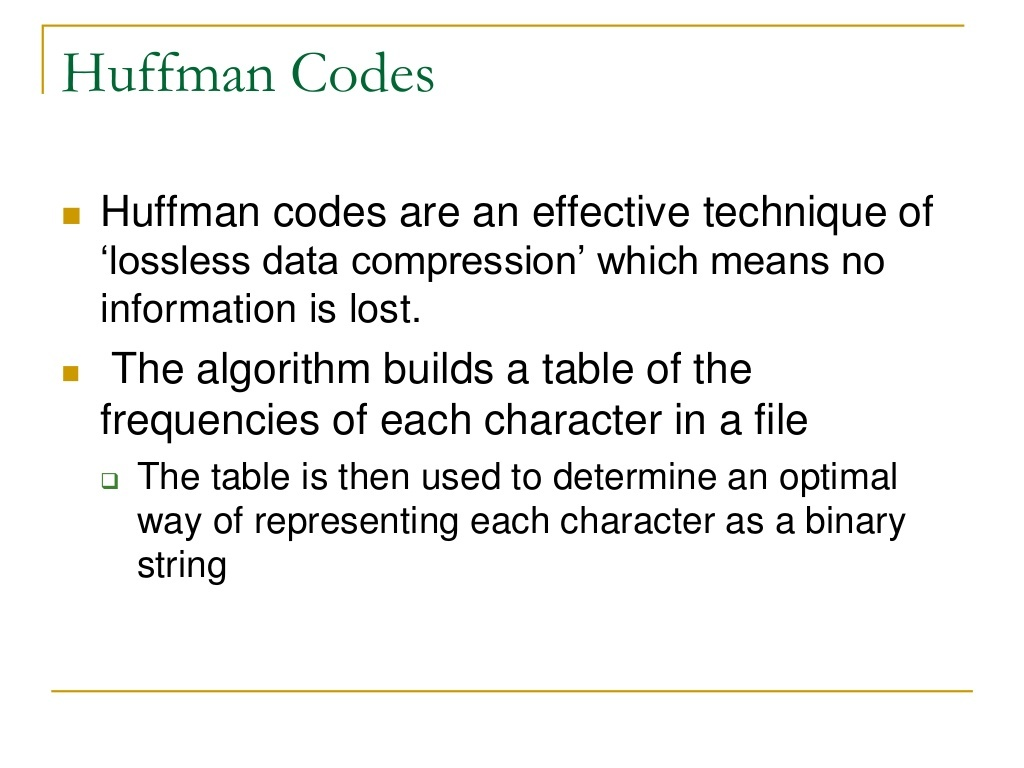 Huffman Codes
Huffman codes are an effective technique of
‘lossless data compression’ which means no
information is lost.
The algorithm builds a table of the
frequencies of each character in a file
The table is then used to determine an optimal
way of representing each character as a binary
string